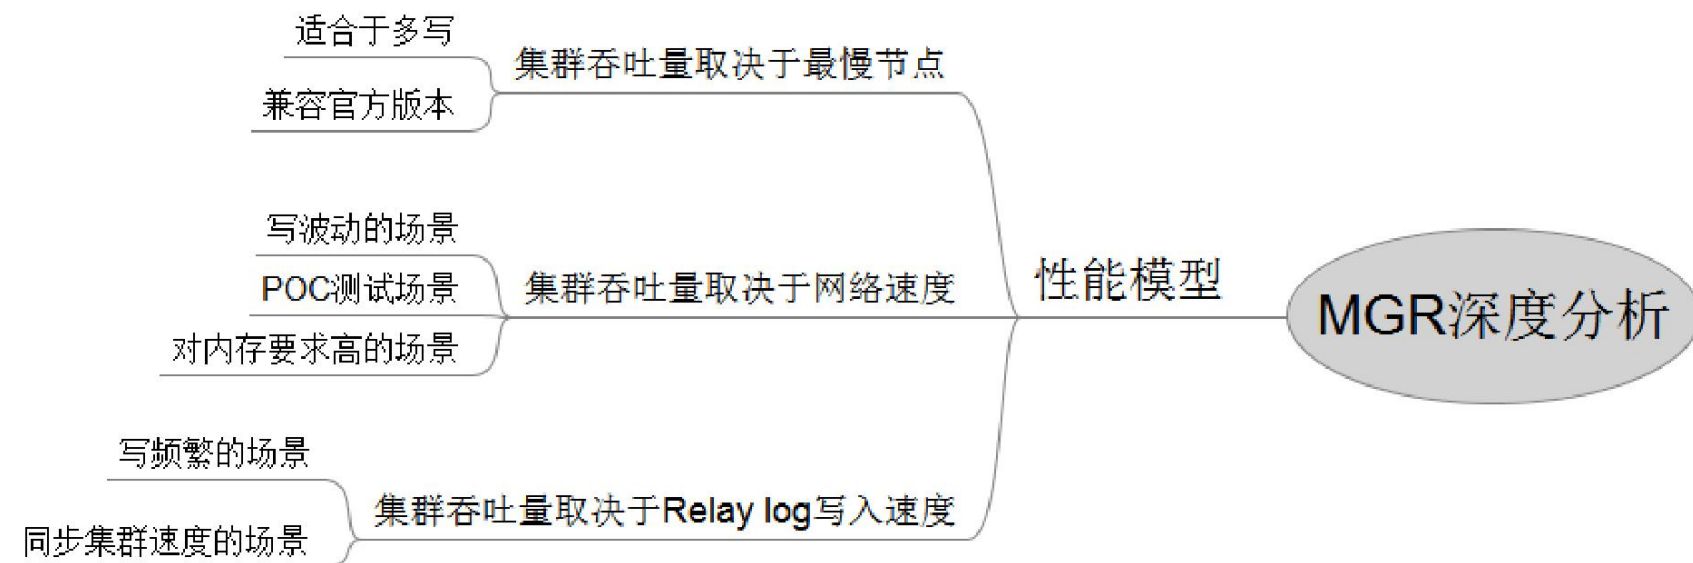 适合于多写
集群吞吐量取决于最慢节点
兼容官方版本
写波动的场景
POC测试场景
集群吞吐量取决于网络速度
对内存要求高的场景
性能模型
MGR深度分析
写频繁的场景
集群吞吐量取决于Relay log写入速度
同步集群速度的场景